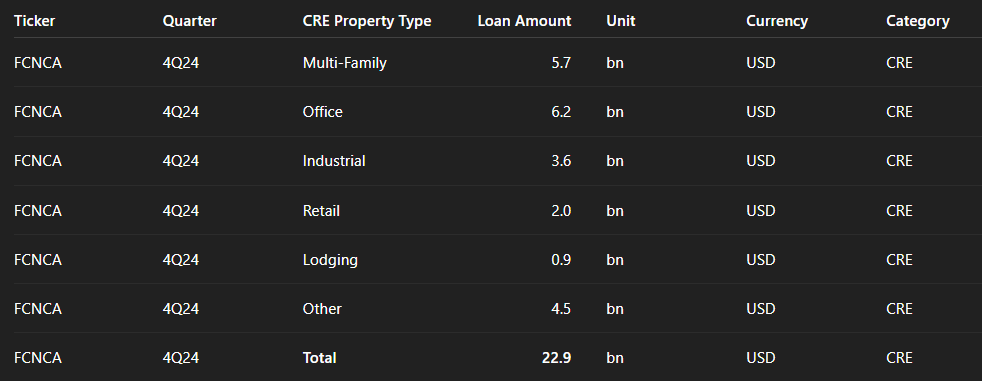 Ticker Quarter CRE Property Type Loan Amount Unit Currency Category
FCNCA 4Q24 Multi-Family 5.7 bn USD CRE
FCNCA 4Q24 Office 6.2 bn USD CRE
FCNCA 4Q24 Industrial 3.6 bn USD CRE
FCNCA 4Q24 Retail 2.0 bn USD CRE
FCNCA 4Q24 Lodging 0.9 bn USD CRE
FCNCA 4Q24 Other 4.5 bn USD CRE
FCNCA 4Q24 Total 22.9 bn USD CRE